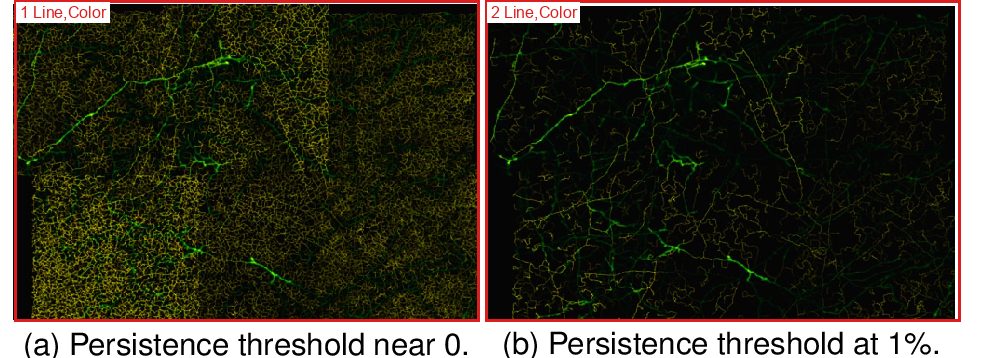 1 Line,Color
2 Line,Color
(a) Persistence threshold near 0.
(b) Persistence threshold at 1%.